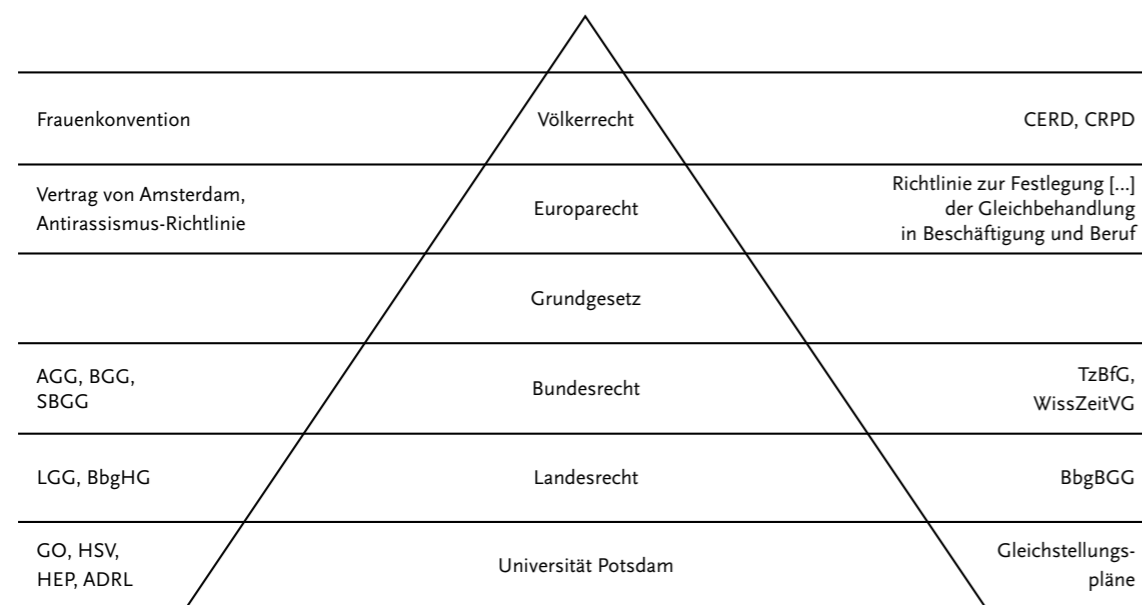 Frauenkonvention
Völkerrecht
CERD, CRPD
Vertrag von Amsterdam,
Antirassismus-Richtlinie
Europarecht
Richtlinie zur Festlegung [...]
der Gleichbehandlung
in Beschäftigung und Beruf
Grundgesetz
AGG, BGG,
SBGG
Bundesrecht
TzBfG,
WissZeitVG
LGG, BbgHG
Landesrecht
BbgBGG
GO, HSV,
HEP, ADRL
Universität Potsdam
Gleichstellungs-
pläne